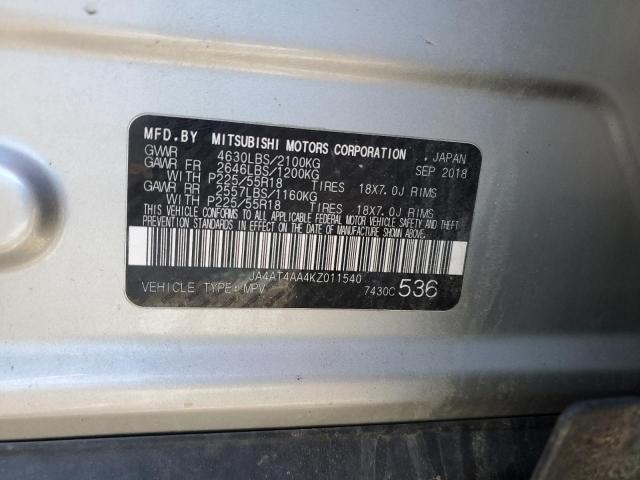 MFD.BY MITSUBISHI MOTORS CORPORATION , JAPAN
GVWR 4630LBS/2100KG SEP 2018
GAWR FR 2646LBS/1200KG
WITH P225/55R18 TIRES 18X7.0J RIMS
GAWR RR 2557LBS/1160KG
WITH P225/55R18 TIRES 18X7.0J RIMS
THIS VEHICLE CONFORMS TO ALL APPLICABLE FEDERAL MOTOR VEHICLE SAFETY AND THEFT
PREVENTION STANDARDS IN EFFECT ON THE DATE OF MANUFACTURE SHOWN ABOVE.
JA4AT4AA4KZ011540
VEHICLE TYPE: MPV 7430C 536